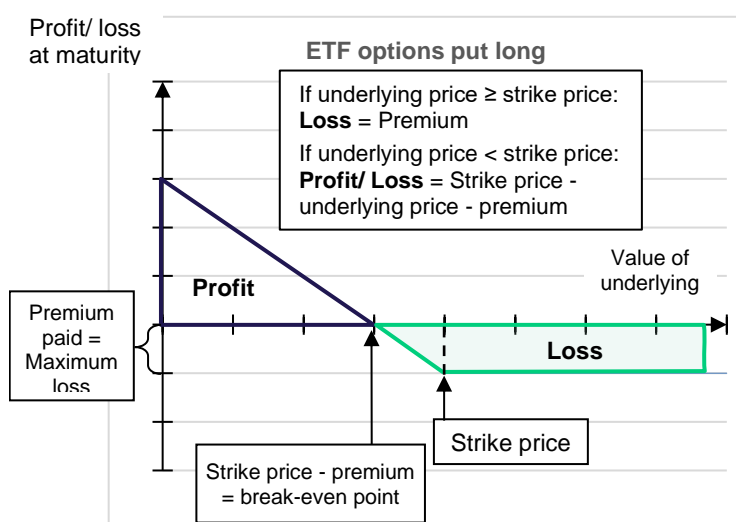 Profit/ loss
at maturity
ETF options put long
If underlying price ≥ strike price:
Loss = Premium
If underlying price < strike price:
Profit/ Loss = Strike price -
underlying price - premium
Value of
underlying
Profit
Premium
paid =
Maximum
loss
Loss
Strike price
Strike price - premium
= break-even point